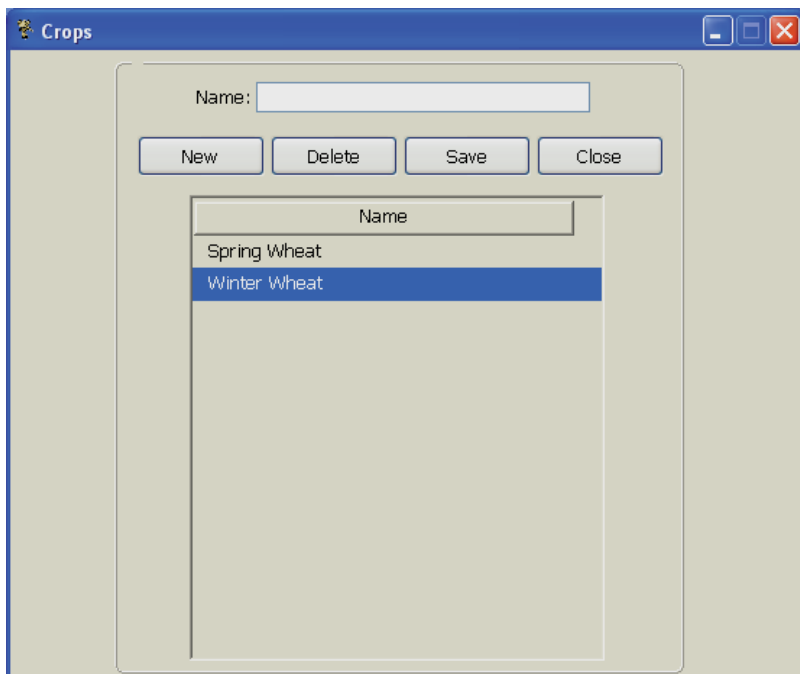 Crops
Name:
New Delete Save Close
Name
Spring Wheat
Winter Wheat